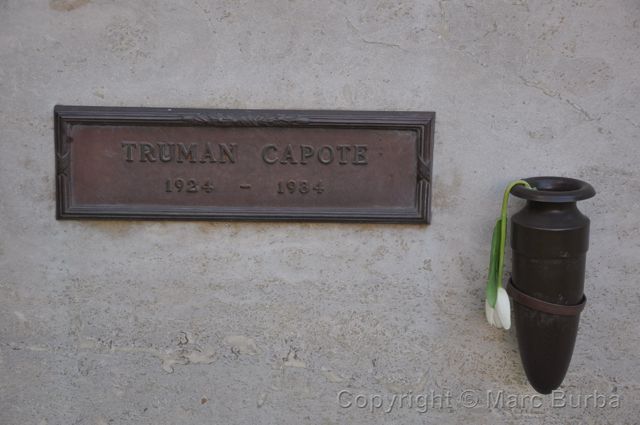 TRUMAN CAPOTE
1924 - 1984
Copyright © Marc Burba